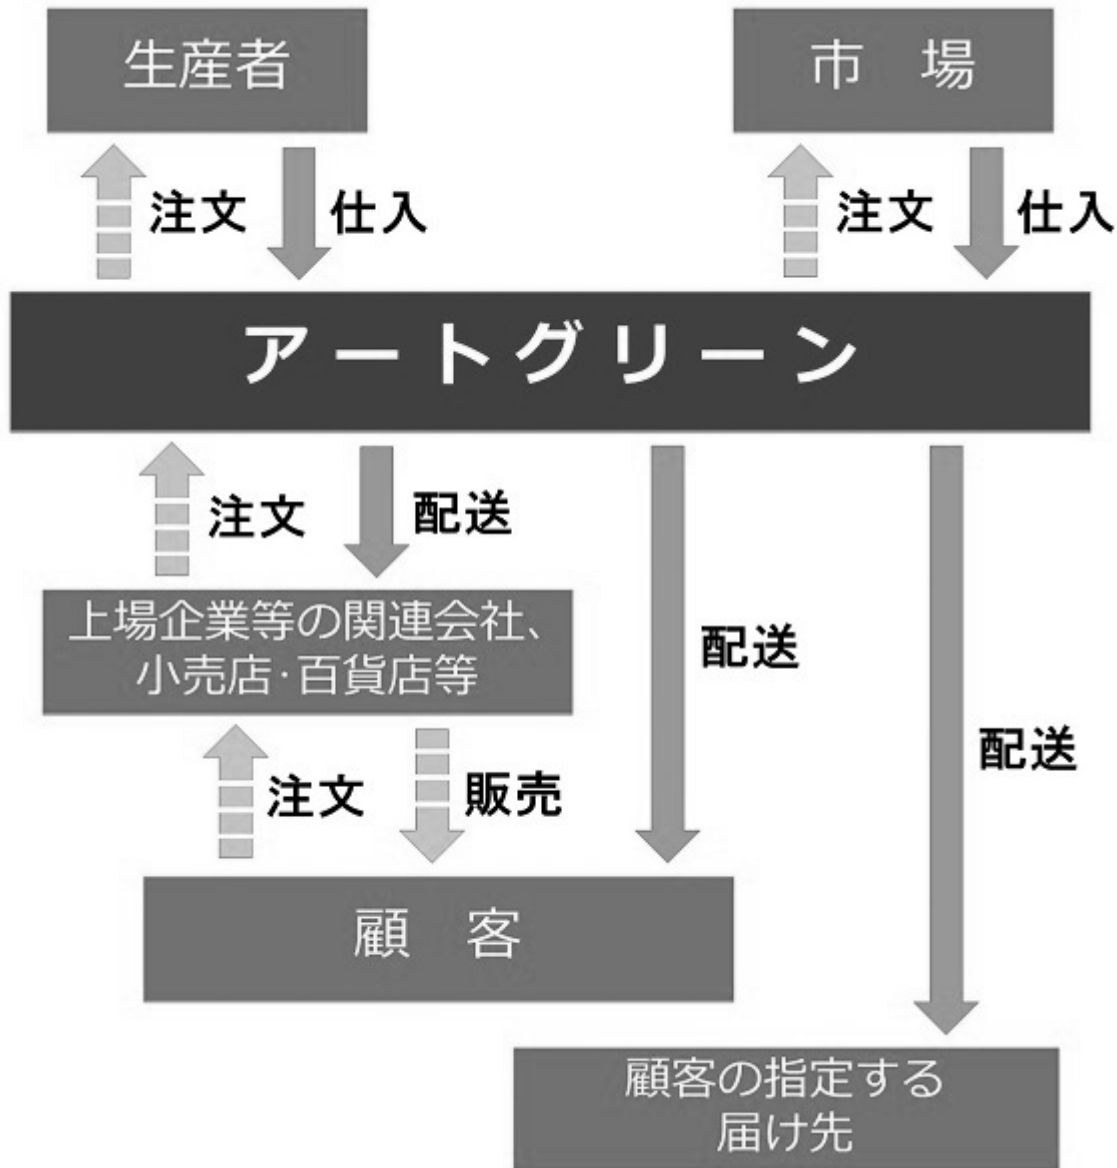 生産者
市　場
注文
仕入
注文
仕入
アートグリーン
注文
配送
上場企業等の関連会社、
小売店･百貨店等
配送
配送
注文
販売
顧　客
顧客の指定する
届け先